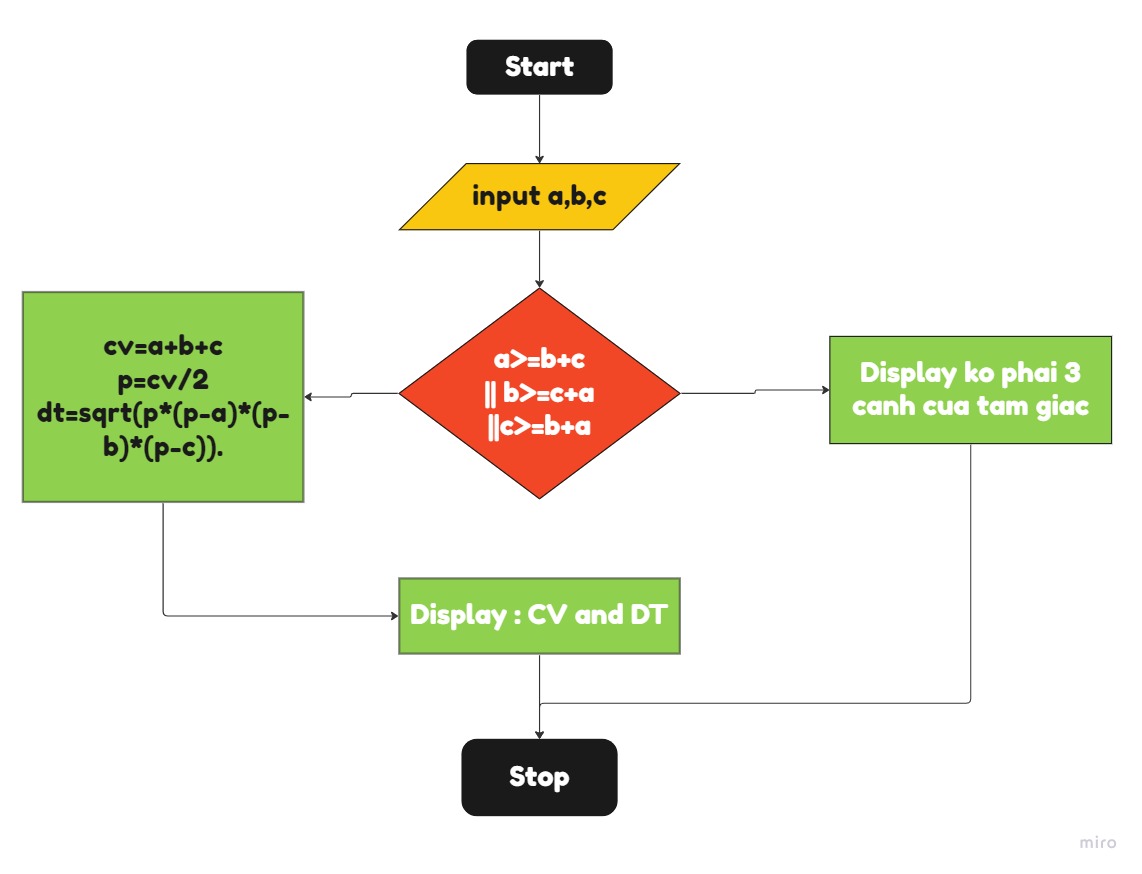 Start
input a,b,c
a>=b+c
|| b>=c+a
||c>=b+a
cv=a+b+c
p=cv/2
dt=sqrt(p*(p-a)*(p-
b)*(p-c)).
Display ko phai 3
canh cua tam giac
Display : CV and DT
Stop
miro